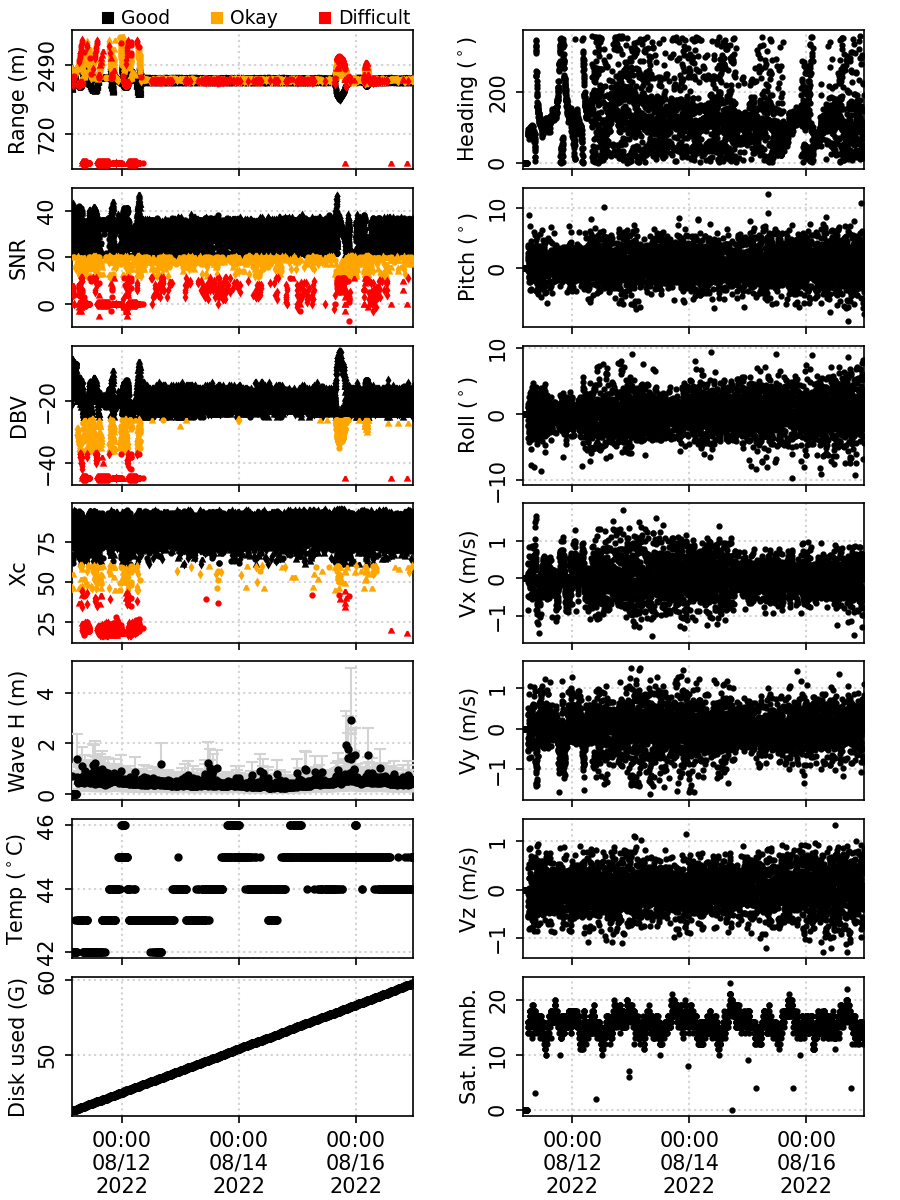 Good Okay Difficult
Range (m)
2490
720
Heading (°)
200
0
SNR
40
20
0
Pitch (°)
10
0
DBV
−20
−40
Roll (°)
10
0
−10
Xc
75
50
25
Vx (m/s)
1
0
−1
Wave H (m)
4
2
0
Vy (m/s)
1
0
−1
Temp (°C)
46
44
42
Vz (m/s)
1
0
−1
Disk used (G)
60
50
Sat. Numb.
20
10
0
00:00 00:00 00:00
08/12 08/14 08/16
2022 2022 2022
00:00 00:00 00:00
08/12 08/14 08/16
2022 2022 2022